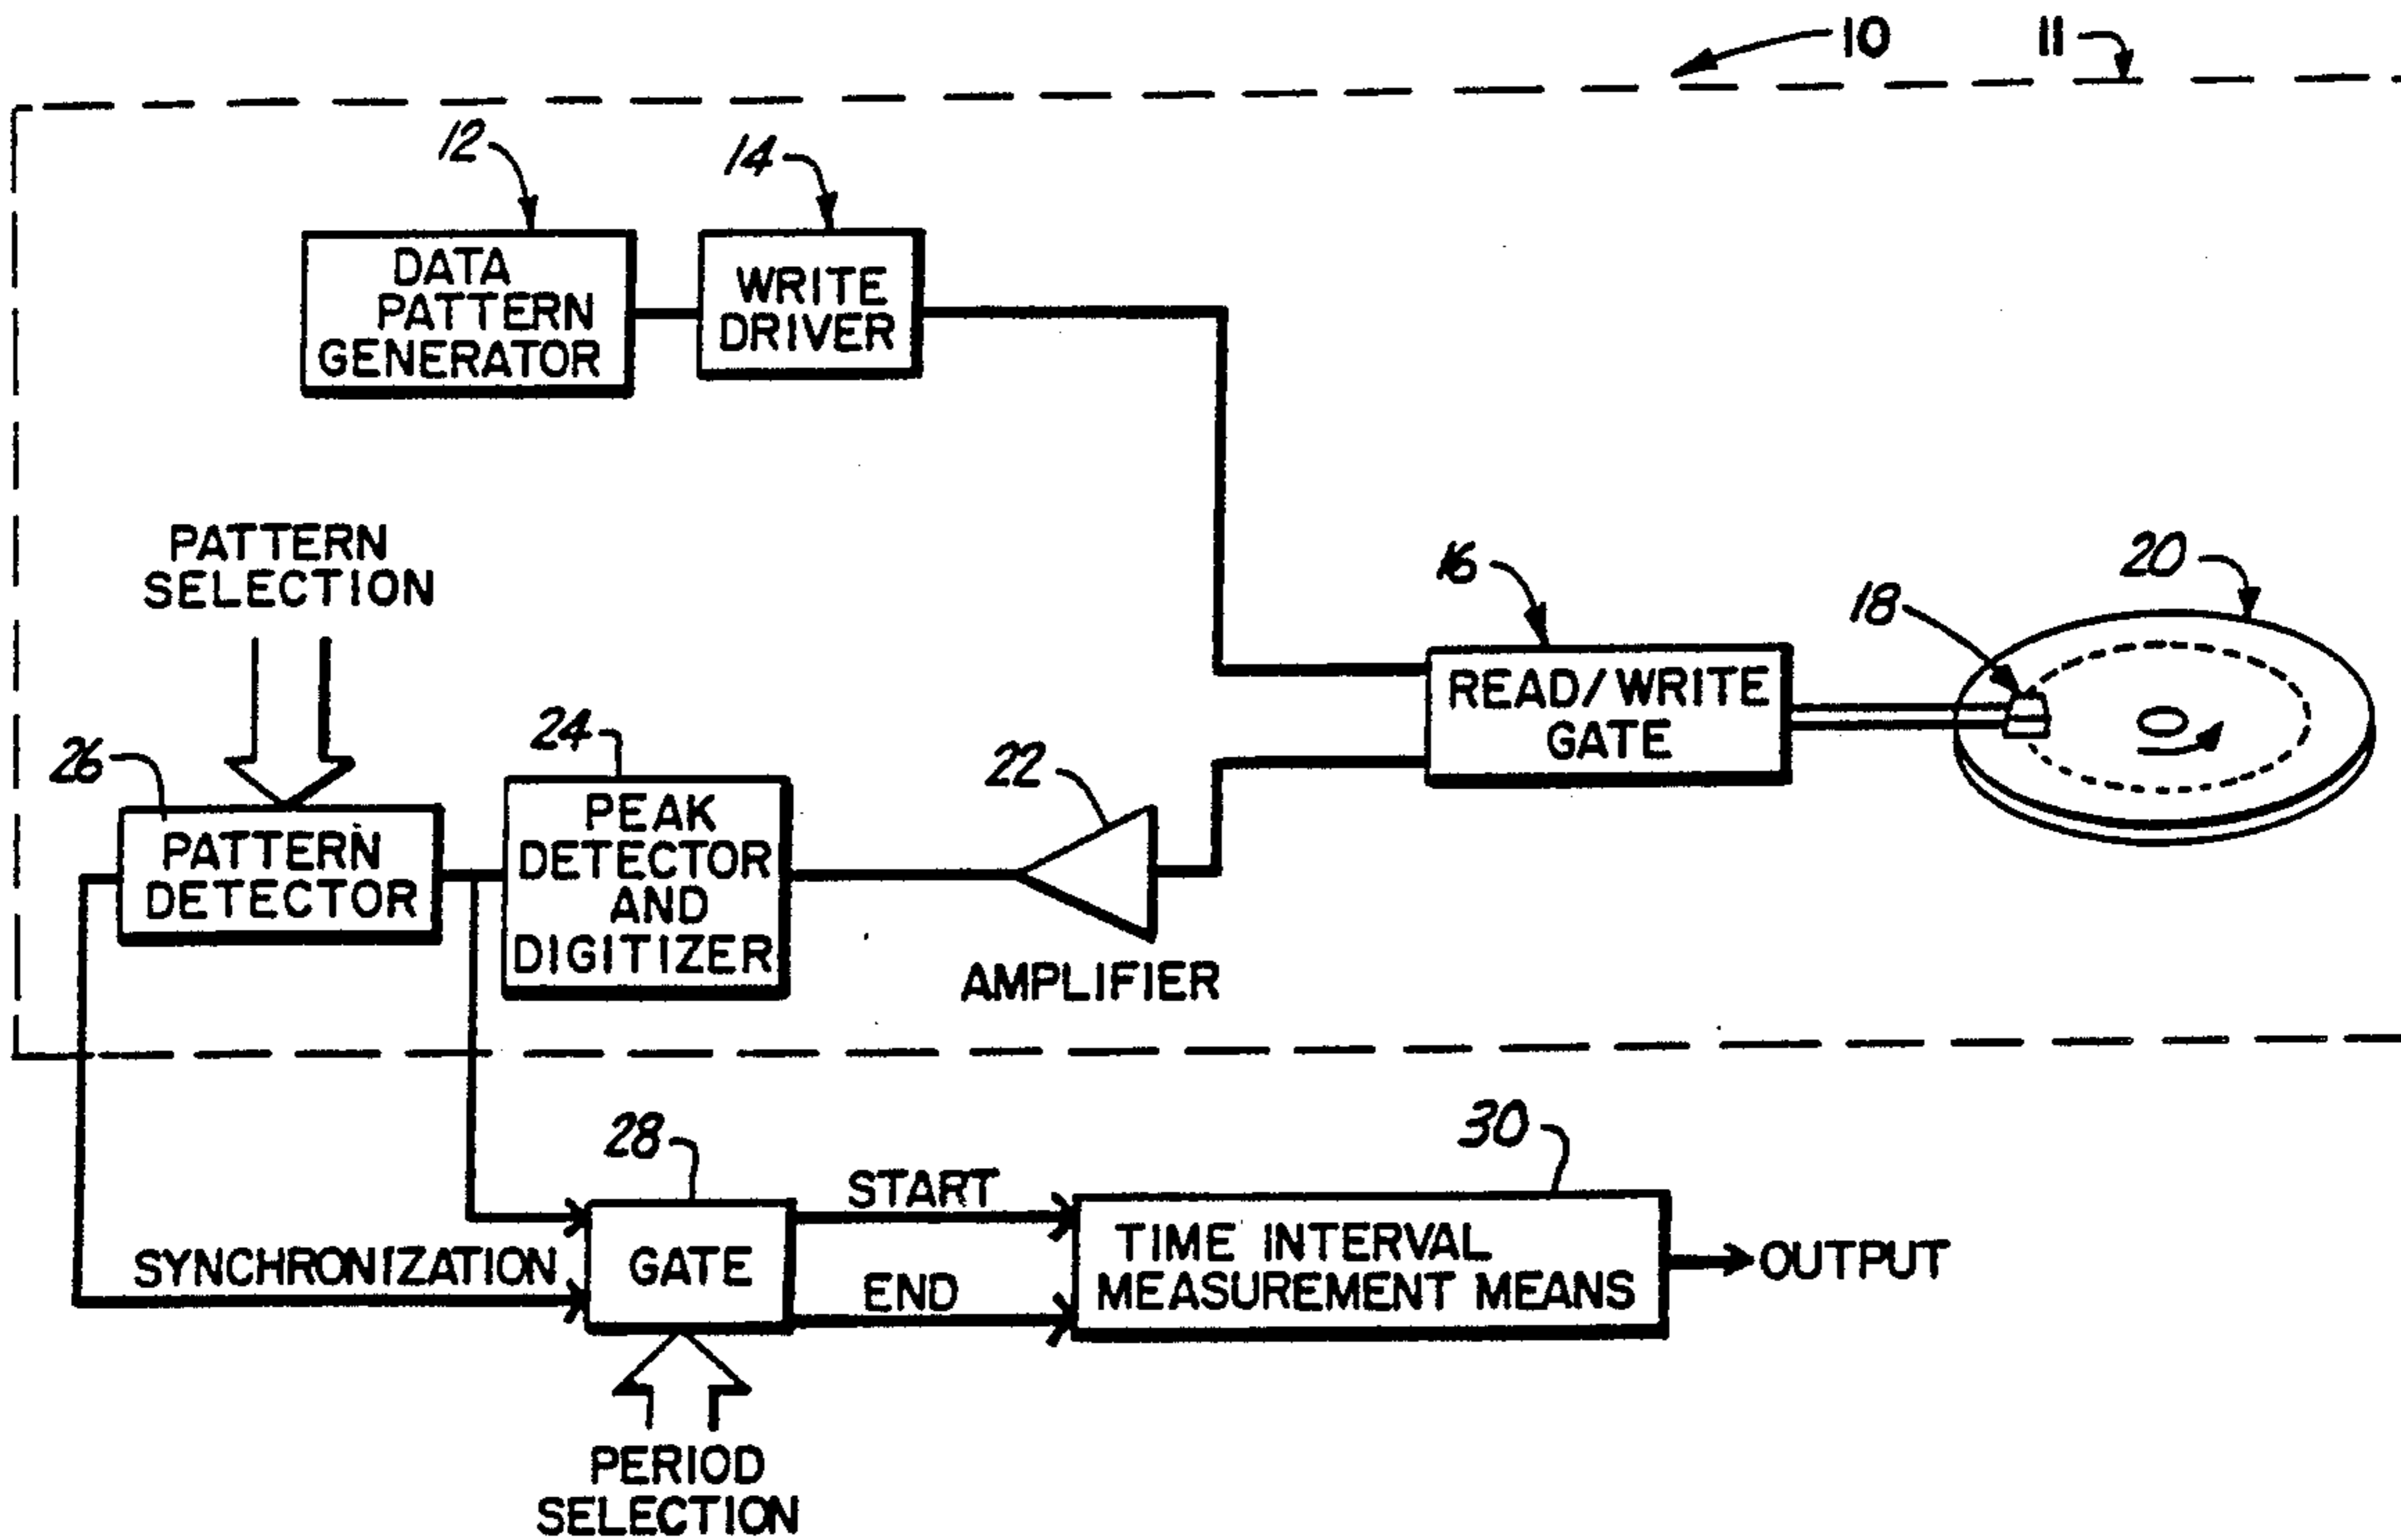 10
11
12
14
DATA
PATTERN
GENERATOR
WRITE
DRIVER
PATTERN
SELECTION
16
20
18
READ/WRITE
GATE
24
26
22
PEAK
DETECTOR
AND
DIGITIZER
PATTERN
DETECTOR
AMPLIFIER
28
30
START
SYNCHRONIZATION
GATE
END
TIME INTERVAL
MEASUREMENT MEANS
OUTPUT
PERIOD
SELECTION